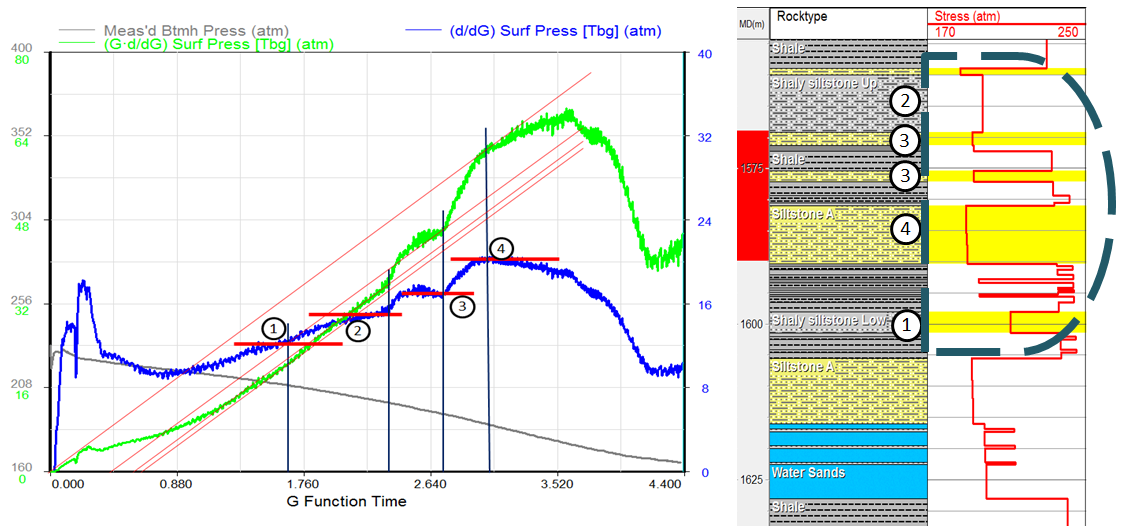 Meas'd Btmh Press (atm)
(G·d/dG) Surf Press [Tbg] (atm)
(d/dG) Surf Press [Tbg] (atm)
400
80
40
352
64
32
304
48
24
256
32
16
208
16
8
160
0
0
0.000
0.880
1.760
2.640
3.520
4.400
G Function Time
1
2
3
4
MD(m)
Rocktype
Stress (atm)
170
250
Shale
Shaly siltstone Up
2
3
Shale
1575
3
Siltstone A
4
Shaly siltstone Low
1600
1
Siltstone A
Water Sands
1625
Shale